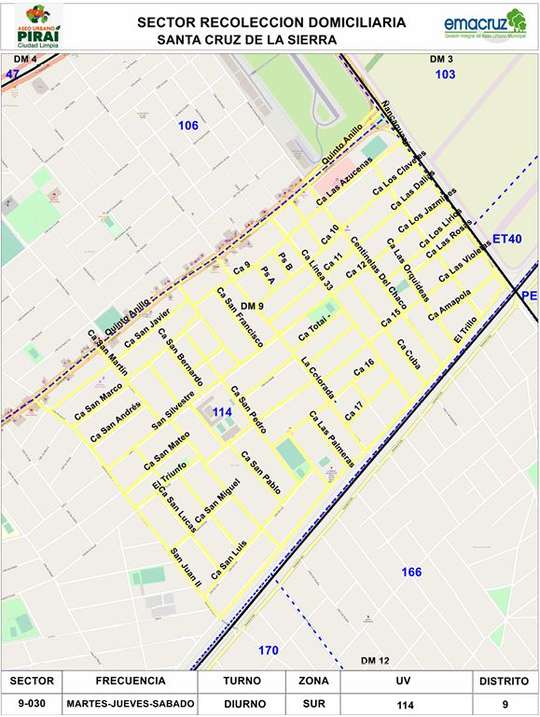 ASEO URBANO
PIRAI
Ciudad Limpia
SECTOR RECOLECCION DOMICILIARIA
SANTA CRUZ DE LA SIERRA
emacruz
DM 4
47
DM 3
103
106
Ñancaguazu
Quinto Anillo
Ca Las Azucenas
Ca Los Claveles
Ca Las Dalias
Ca Los Jazmines
Ca Los Lirios
Ca Las Rosas
ET40
Ca Las Violetas
PE
Ca 9
Ps A
Ps B
Ca 10
Ca 11
Ca 12
Ca Línea 33
Centinelas Del Chaco
Ca Las Orquideas
Ca Amapola
El Trillo
Quinto Anillo
DM 9
Ca San Francisco
Ca Totai
Ca 15
Ca Cuba
Ca San Martin
Ca San Javier
Ca San Bernardo
La Colorada
Ca 16
Ca 17
Ca San Marco
Ca San Andrés
San Silvestre
114
Ca San Pedro
Ca Las Palmeras
Ca San Mateo
El Triunfo
Ca San Pablo
Ca San Lucas
Ca San Miguel
San Juan II
Ca San Luis
166
170
DM 12
SECTOR FRECUENCIA TURNO ZONA UV DISTRITO
9-030 MARTES-JUEVES-SABADO DIURNO SUR 114 9